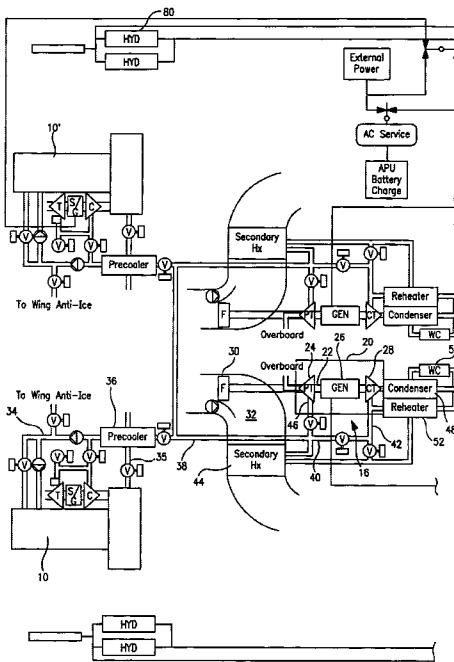 80
HYD
HYD
External
Power
AC Service
APU
Battery
Charge
10'
T
S/G
C
V
V
V
V
V
V
Precooler
V
To Wing Anti-Ice
Secondary
Hx
V
V
V
Reheater
F
PT
GEN
CT
Condenser
Overboard
WC
24
22
26
20
28
5
30
Overboard
F
PT
GEN
CT
WC
Condenser
48
Reheater
52
32
46
42
16
To Wing Anti-Ice
36
34
V
Precooler
V
V
V
V
V
V
35
38
44
Secondary
Hx
40
V
V
V
T
S/G
C
10
HYD
HYD